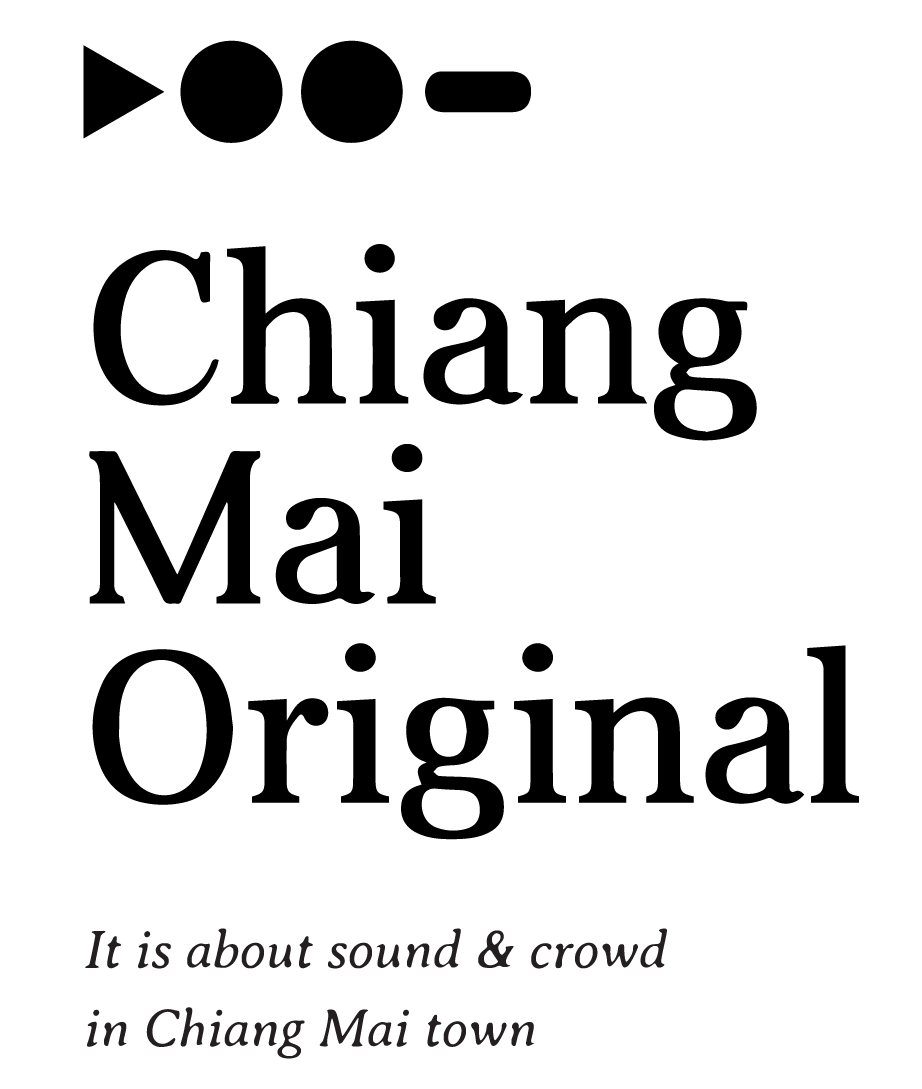 Chiang
Mai
Original
It is about sound & crowd
in Chiang Mai town